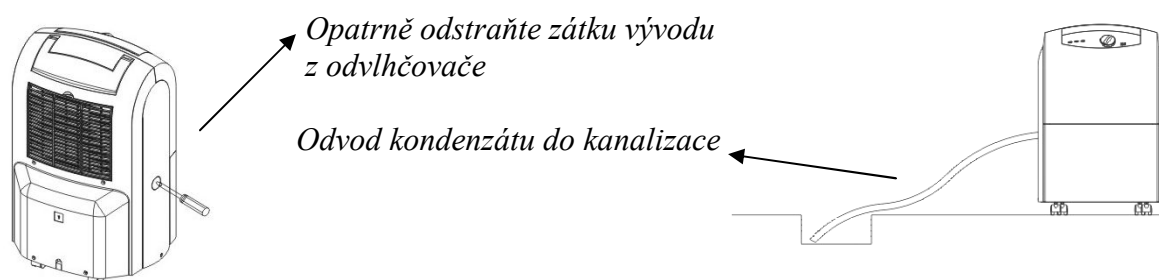 Opatrně odstraňte zátku vývodu
z odvlhčovače
Odvod kondenzátu do kanalizace